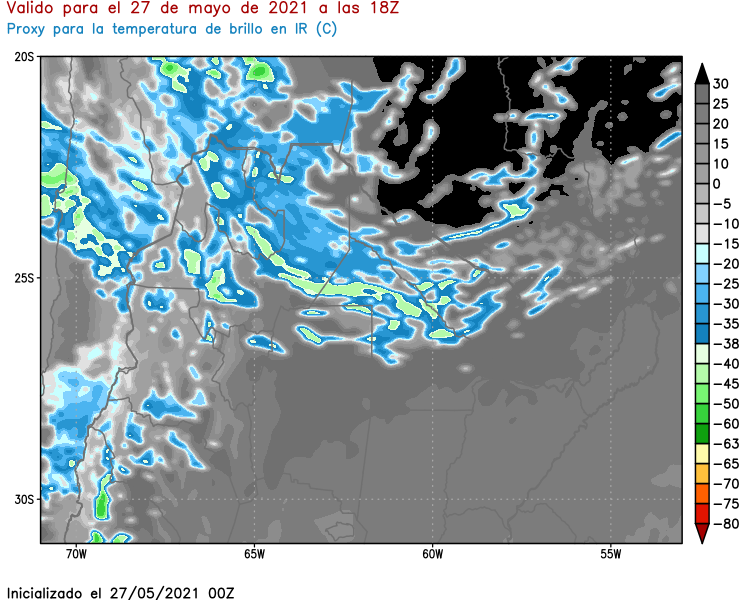 Valido para el 27 de mayo de 2021 a las 18Z
Proxy para la temperatura de brillo en IR (C)
20S
25S
30S
70W
65W
60W
55W
30
25
20
15
10
0
−5
−10
−15
−20
−25
−30
−35
−38
−40
−45
−50
−60
−63
−65
−70
−75
−80
Inicializado el 27/05/2021 00Z